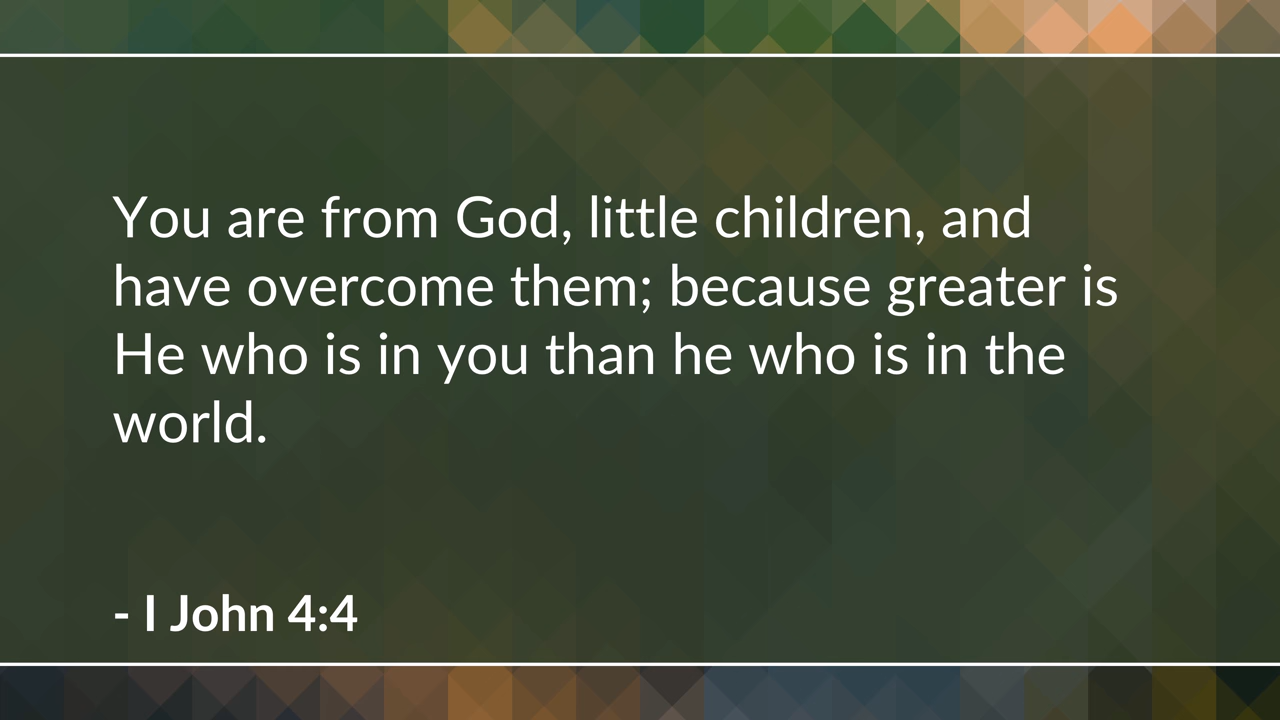 You are from God, little children, and
have overcome them; because greater is
He who is in you than he who is in the
world.
- I John 4:4